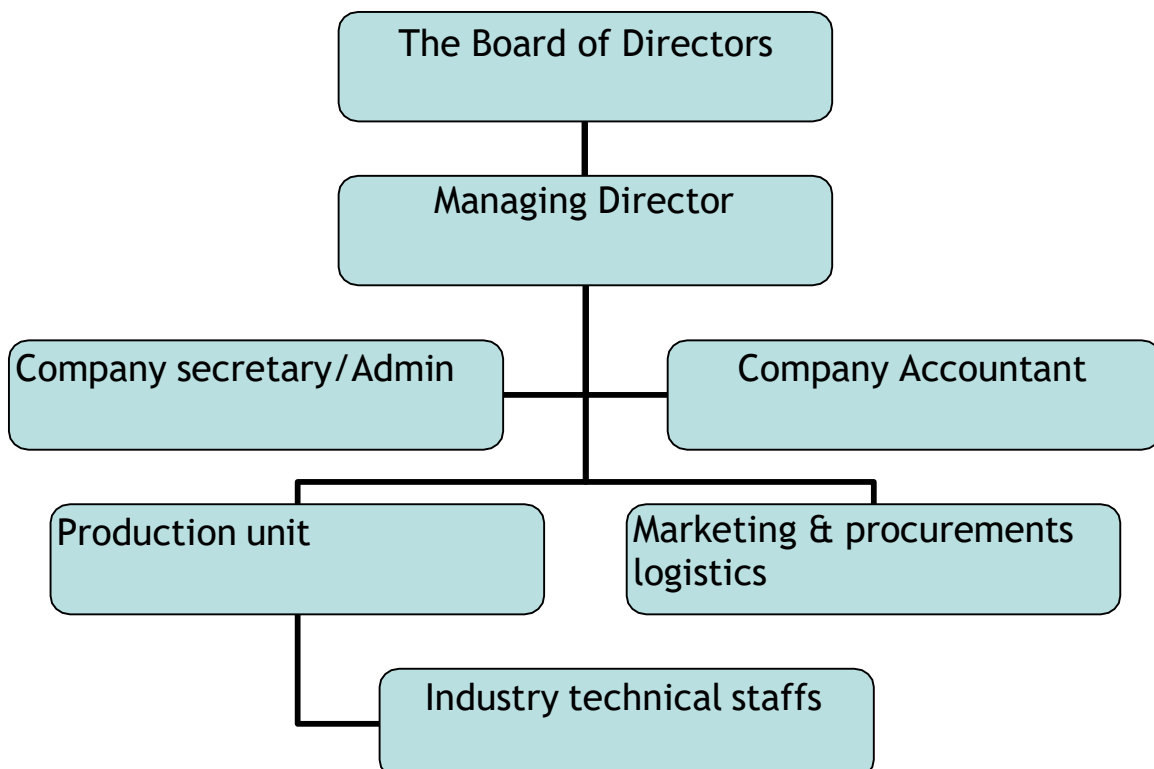 The Board of Directors
Managing Director
Company secretary/Admin
Company Accountant
Production unit
Marketing & procurements
logistics
Industry technical staffs